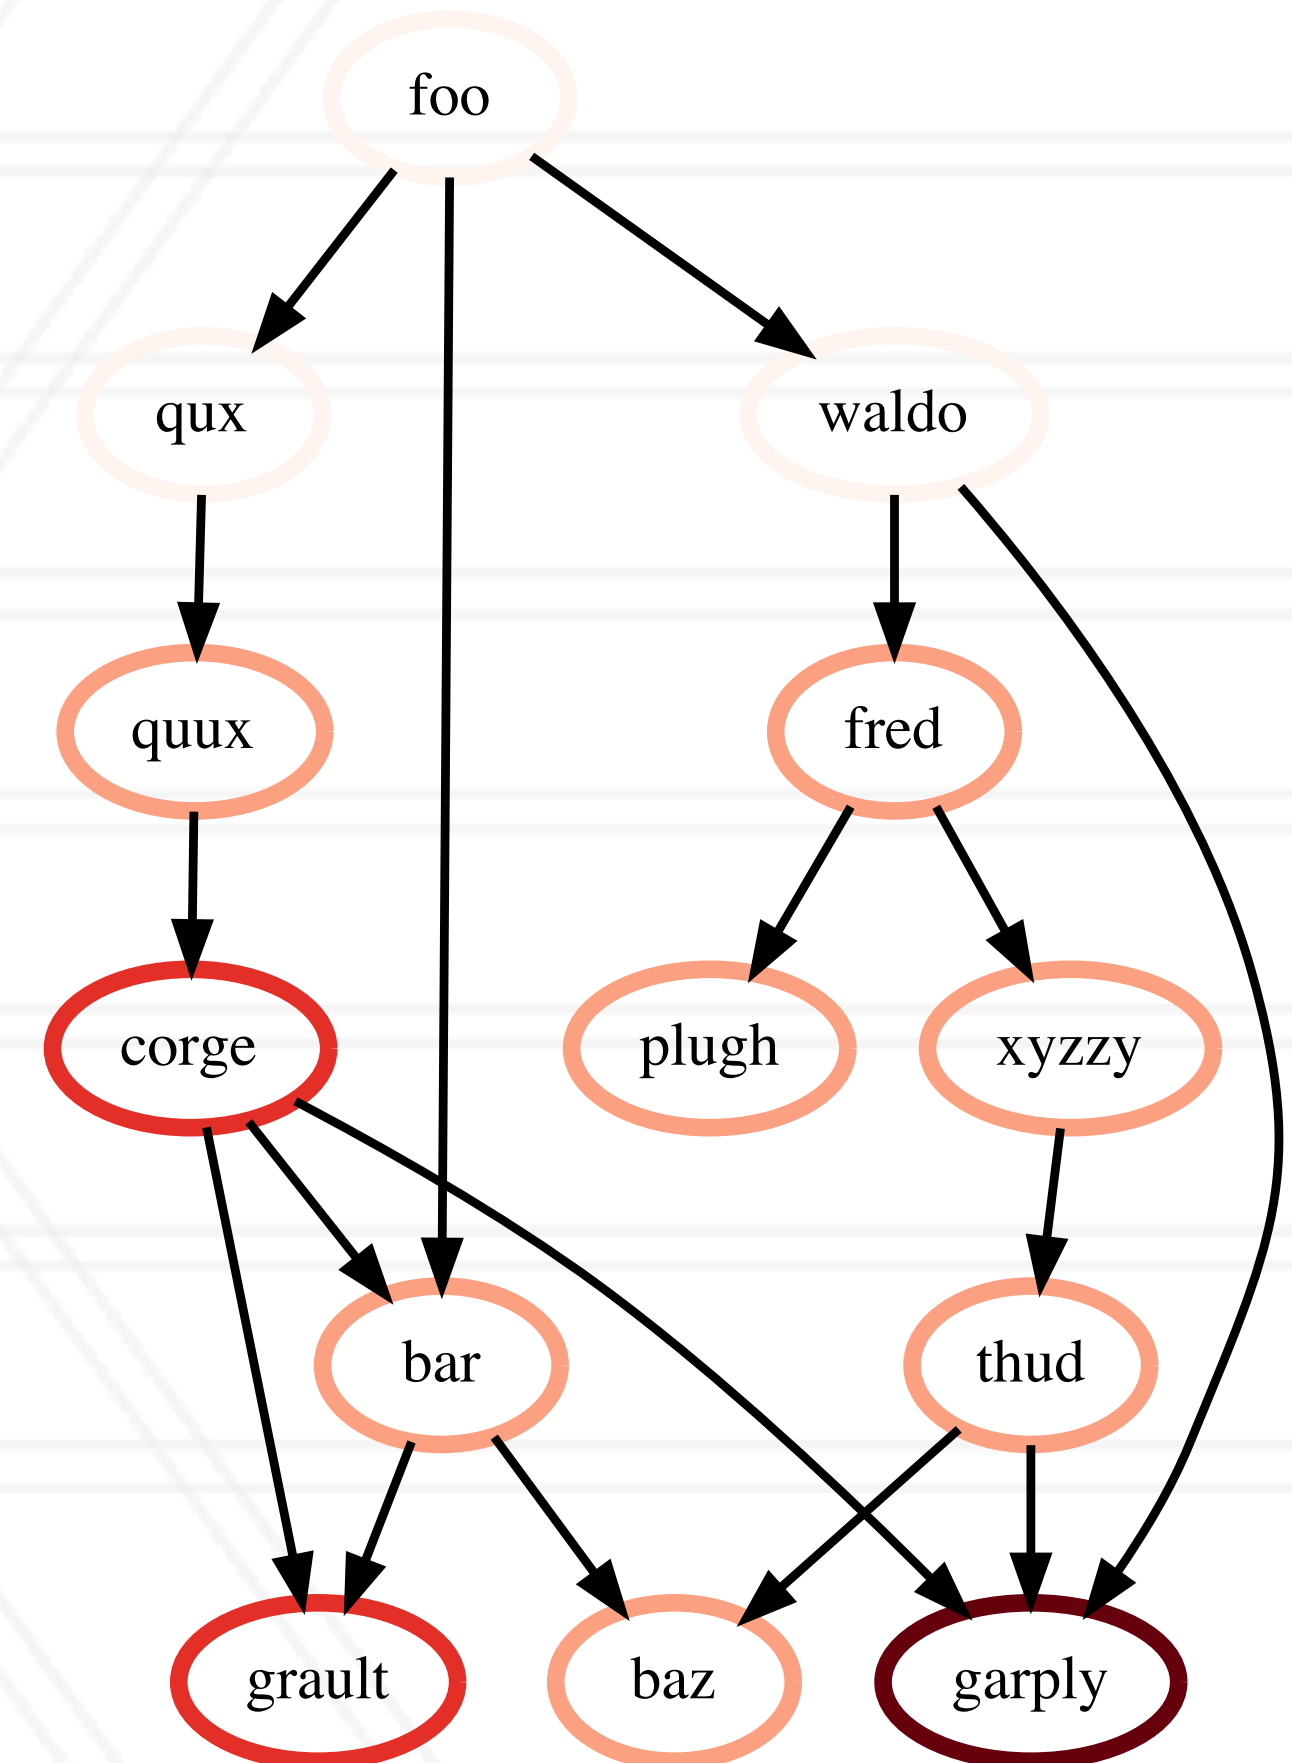 foo
qux
waldo
quux
fred
corge
plugh
xyzzy
bar
thud
grault
baz
garply